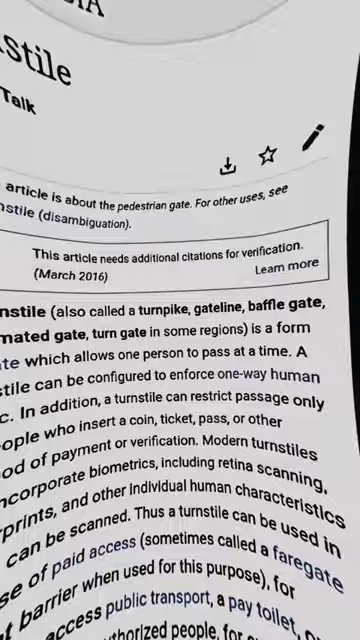 stile
Talk
article is about the pedestrian gate. For other uses, see
nstile (disambiguation).
This article needs additional citations for verification.
(March 2016) Learn more
nstile (also called a turnpike, gateline, baffle gate,
mated gate, turn gate in some regions) is a form
te which allows one person to pass at a time. A
stile can be configured to enforce one-way human
c. In addition, a turnstile can restrict passage only
ople who insert a coin, ticket, pass, or other
od of payment or verification. Modern turnstiles
ncorporate biometrics, including retina scanning,
rprints, and other individual human characteristics
can be scanned. Thus a turnstile can be used in
se of paid access (sometimes called a faregate
t barrier when used for this purpose), for
access public transport, a pay toilet,
thorized people, for